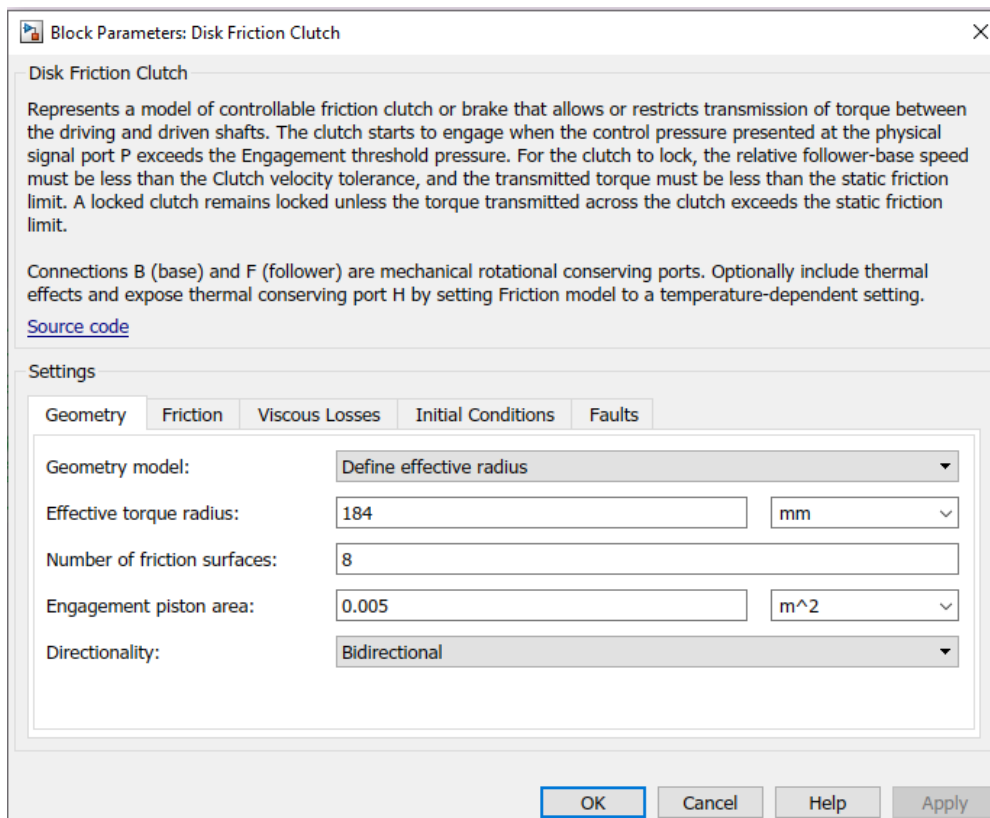 Block Parameters: Disk Friction Clutch
Disk Friction Clutch
Represents a model of controllable friction clutch or brake that allows or restricts transmission of torque between
the driving and driven shafts. The clutch starts to engage when the control pressure presented at the physical
signal port P exceeds the Engagement threshold pressure. For the clutch to lock, the relative follower-base speed
must be less than the Clutch velocity tolerance, and the transmitted torque must be less than the static friction
limit. A locked clutch remains locked unless the torque transmitted across the clutch exceeds the static friction
limit.
Connections B (base) and F (follower) are mechanical rotational conserving ports. Optionally include thermal
effects and expose thermal conserving port H by setting Friction model to a temperature-dependent setting.
Source code
Settings
Geometry Friction Viscous Losses Initial Conditions Faults
Geometry model: Define effective radius
Effective torque radius: 184 mm
Number of friction surfaces: 8
Engagement piston area: 0.005 m^2
Directionality: Bidirectional
OK Cancel Help Apply